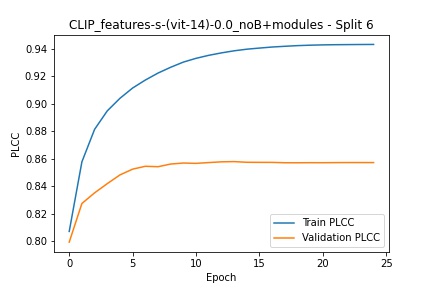 CLIP_features-s-(vit-14)-0.0_noB+modules - Split 6
0.94
0.92
0.90
0.88
0.86
0.84
0.82
0.80
PLCC
Train PLCC
Validation PLCC
0 5 10 15 20 25
Epoch